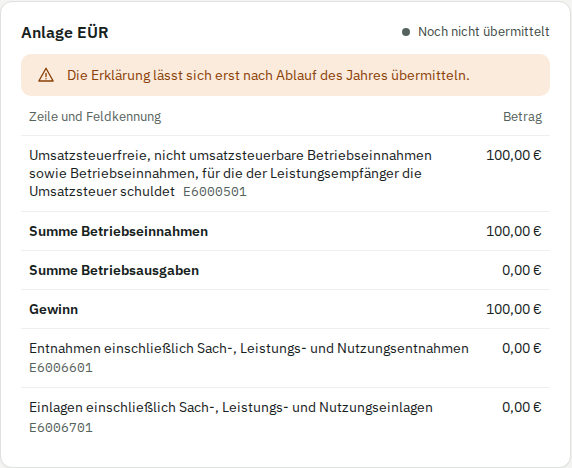 Anlage EÜR
Noch nicht übermittelt
Die Erklärung lässt sich erst nach Ablauf des Jahres übermitteln.
Zeile und Feldkennung Betrag
Umsatzsteuerfreie, nicht umsatzsteuerbare Betriebseinnahmen 100,00 €
sowie Betriebseinnahmen, für die der Leistungsempfänger die
Umsatzsteuer schuldet E6000501
Summe Betriebseinnahmen 100,00 €
Summe Betriebsausgaben 0,00 €
Gewinn 100,00 €
Entnahmen einschließlich Sach-, Leistungs- und Nutzungsentnahmen 0,00 €
E6006601
Einlagen einschließlich Sach-, Leistungs- und Nutzungseinlagen 0,00 €
E6006701